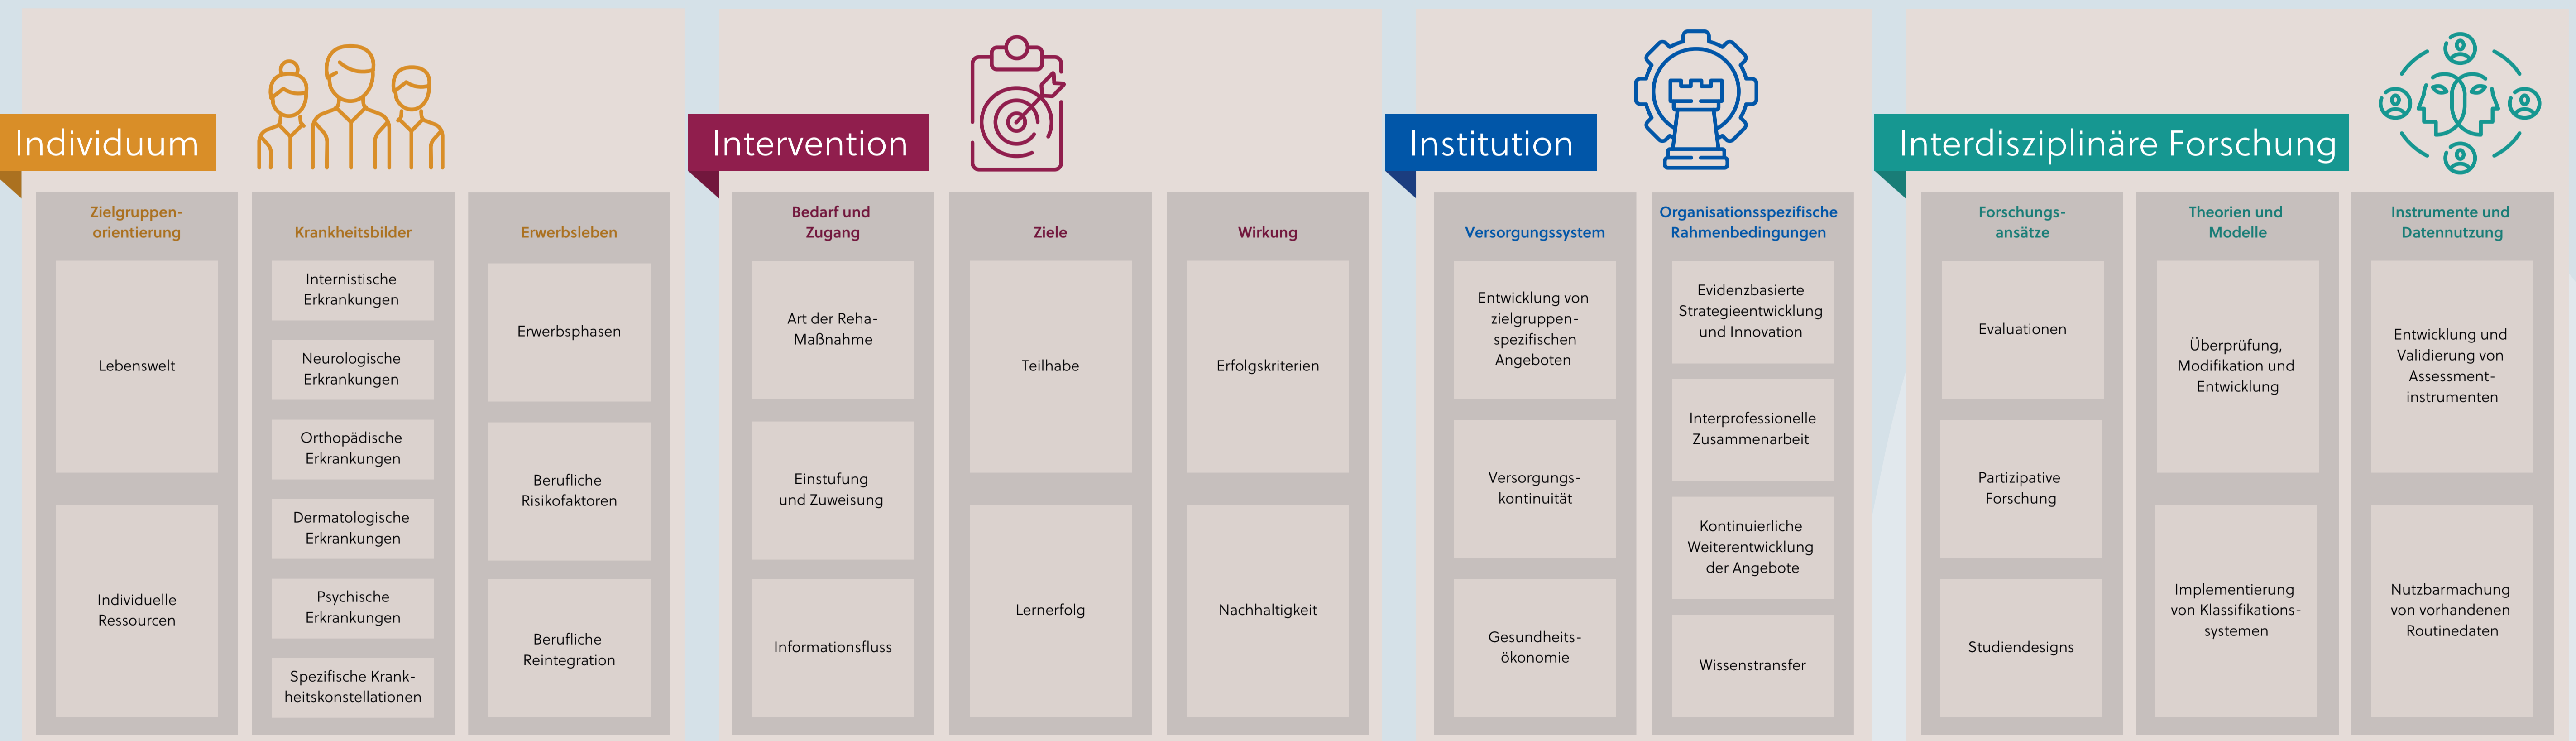 Individuum
Zielgruppen-
orientierung
Lebenswelt
Individuelle
Ressourcen
Krankheitsbilder
Internistische
Erkrankungen
Neurologische
Erkrankungen
Orthopädische
Erkrankungen
Dermatologische
Erkrankungen
Psychische
Erkrankungen
Spezifische Krank-
heitskonstellationen
Erwerbsleben
Erwerbsphasen
Berufliche
Risikofaktoren
Berufliche
Reintegration
Intervention
Bedarf und
Zugang
Art der Reha-
Maßnahme
Einstufung
und Zuweisung
Informationsfluss
Ziele
Teilhabe
Lernerfolg
Wirkung
Erfolgskriterien
Nachhaltigkeit
Institution
Versorgungssystem
Entwicklung von
zielgruppen-
spezifischen
Angeboten
Versorgungs-
kontinuität
Gesundheits-
ökonomie
Organisationsspezifische
Rahmenbedingungen
Evidenzbasierte
Strategieentwicklung
und Innovation
Interprofessionelle
Zusammenarbeit
Kontinuierliche
Weiterentwicklung
der Angebote
Wissenstransfer
Interdisziplinäre Forschung
Forschungs-
ansätze
Evaluationen
Partizipative
Forschung
Studiendesigns
Theorien und
Modelle
Überprüfung,
Modifikation und
Entwicklung
Implementierung
von Klassifikations-
systemen
Instrumente und
Datennutzung
Entwicklung und
Validierung von
Assessment-
instrumenten
Nutzbarmachung
von vorhandenen
Routinedaten